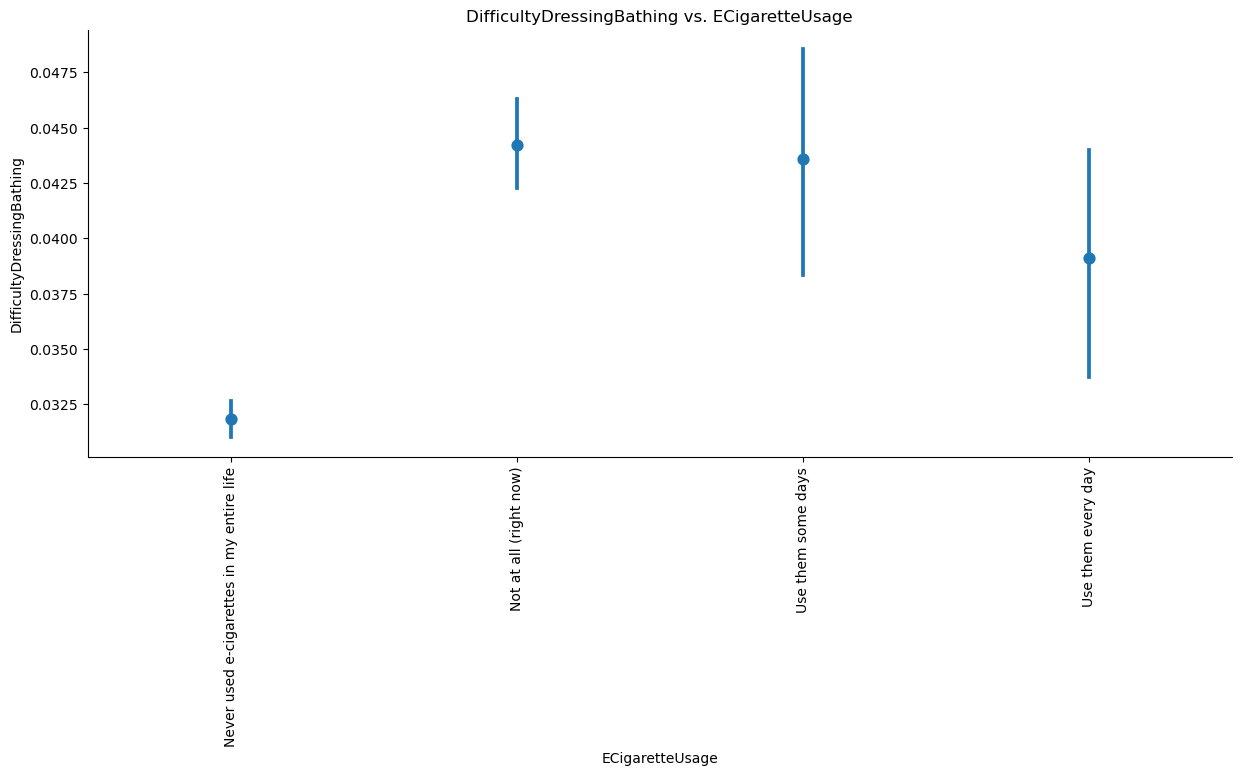 DifficultyDressingBathing vs. ECigaretteUsage
DifficultyDressingBathing
0.0475
0.0450
0.0425
0.0400
0.0375
0.0350
0.0325
Never used e-cigarettes in my entire life
Not at all (right now)
Use them some days
Use them every day
ECigaretteUsage